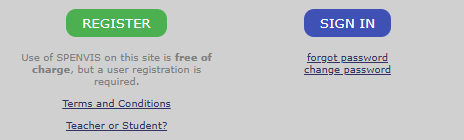 REGISTER
Use of SPENVIS on this site is free of
charge, but a user registration is
required.
Terms and Conditions
Teacher or Student?
SIGN IN
forgot password
change password